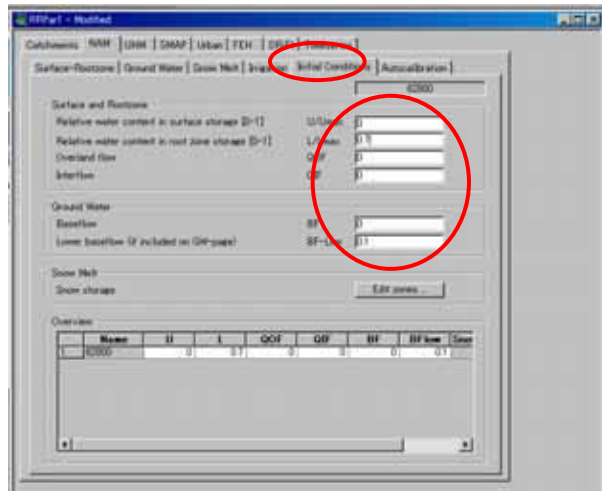 RRPar1 - Modified
Catchments NAM UHM SMAP Urban FEH Timeseries
Surface-Rootzone Ground Water Snow Melt Irrigation Initial Conditions Autocalibration
62800
Surface and Rootzone
Relative water content in surface storage [0-1] U/Umax 0
Relative water content in root zone storage [0-1] L/Lmax 0.7
Overland flow QOF 0
Interflow QIF 0
Ground Water
Baseflow BF 0
Lower baseflow (if included on GW-page) BF-Low 0.1
Snow Melt
Snow storage Edit zones ...
Overview
Name U L QOF QIF BF BF low Snow
1 62800 0 0.7 0 0 0 0.1